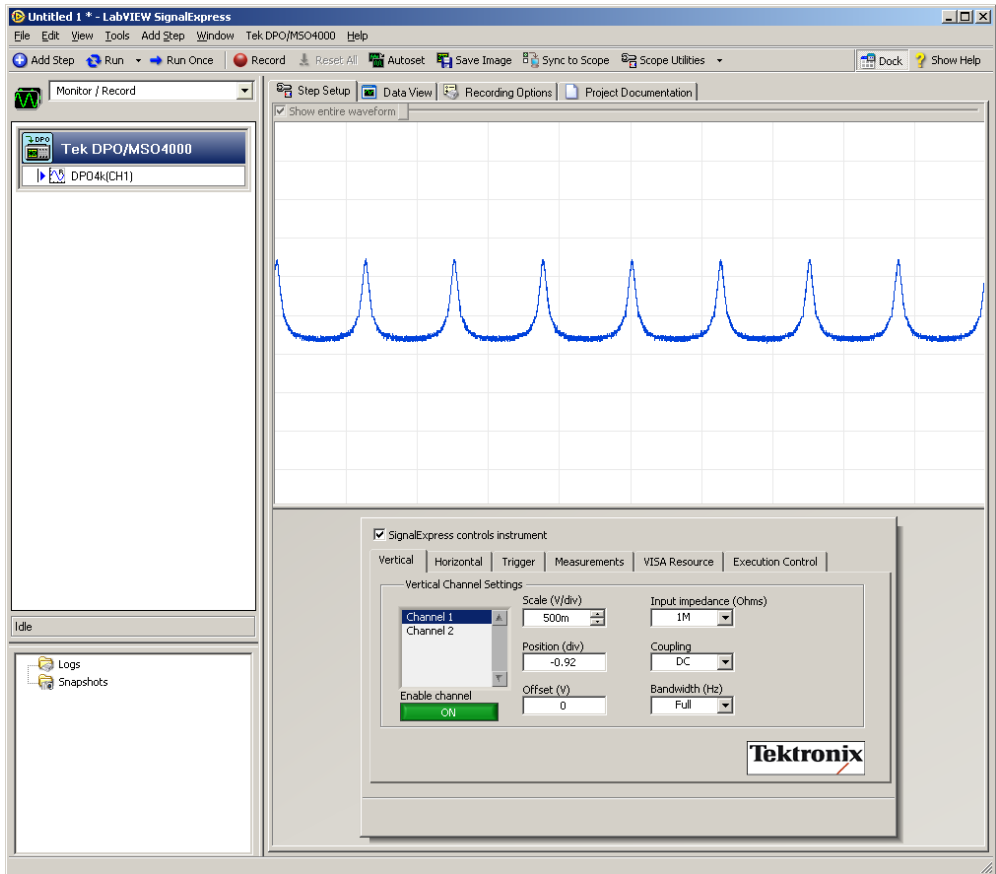 Untitled 1 * - LabVIEW SignalExpress
File Edit View Tools Add Step Window Tek DPO/MSO4000 Help
Add Step Run Run Once Record Reset All Autoset Save Image Sync to Scope Scope Utilities Dock Show Help
Monitor / Record
Step Setup Data View Recording Options Project Documentation
Show entire waveform
DPO
Tek DPO/MSO4000
DPO4k(CH1)
Idle
Logs
Snapshots
SignalExpress controls instrument
Vertical Horizontal Trigger Measurements VISA Resource Execution Control
Vertical Channel Settings
Channel 1
Channel 2
Enable channel
ON
Scale (V/div)
500m
Position (div)
-0.92
Offset (V)
0
Input impedance (Ohms)
1M
Coupling
DC
Bandwidth (Hz)
Full
Tektronix